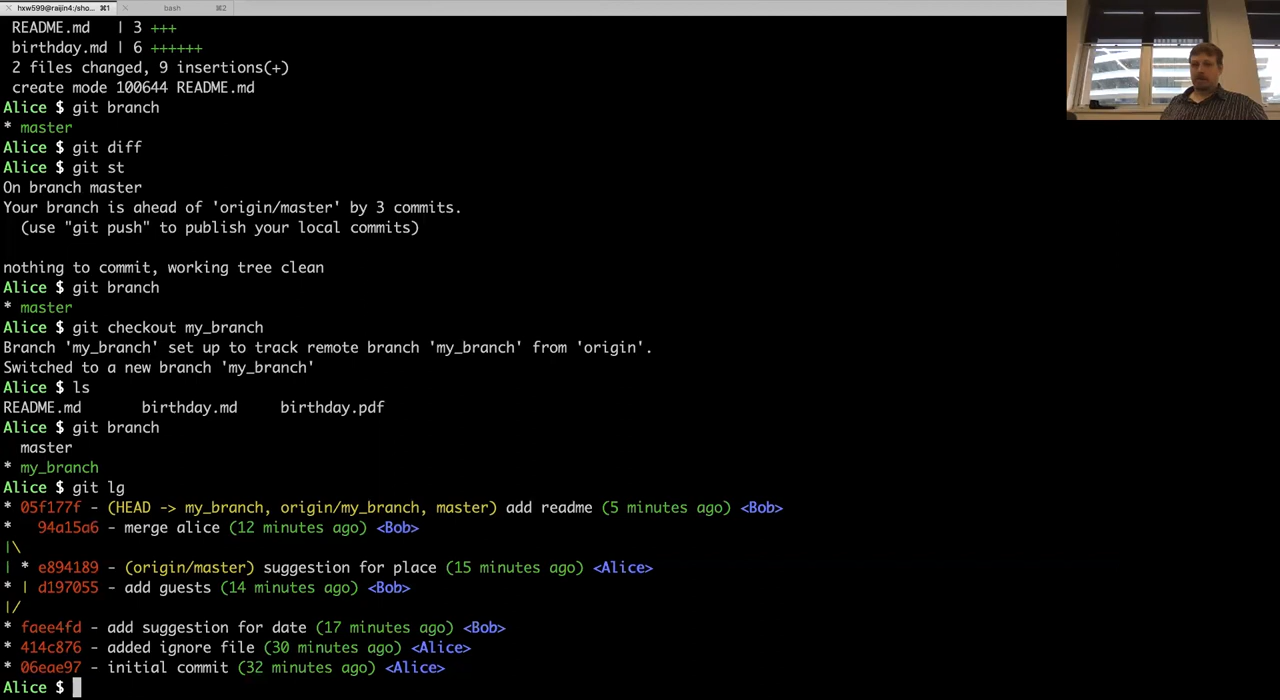 hxw599@raijin4:/sho... ⌘1 bash ⌘2
README.md | 3 +++
birthday.md | 6 ++++++
2 files changed, 9 insertions(+)
create mode 100644 README.md
Alice $ git branch
* master
Alice $ git diff
Alice $ git st
On branch master
Your branch is ahead of 'origin/master' by 3 commits.
(use "git push" to publish your local commits)
nothing to commit, working tree clean
Alice $ git branch
* master
Alice $ git checkout my_branch
Branch 'my_branch' set up to track remote branch 'my_branch' from 'origin'.
Switched to a new branch 'my_branch'
Alice $ ls
README.md birthday.md birthday.pdf
Alice $ git branch
master
* my_branch
Alice $ git lg
* 05f177f - (HEAD -> my_branch, origin/my_branch, master) add readme (5 minutes ago) <Bob>
* 94a15a6 - merge alice (12 minutes ago) <Bob>
|\
| * e894189 - (origin/master) suggestion for place (15 minutes ago) <Alice>
* | d197055 - add guests (14 minutes ago) <Bob>
|/
* faee4fd - add suggestion for date (17 minutes ago) <Bob>
* 414c876 - added ignore file (30 minutes ago) <Alice>
* 06eae97 - initial commit (32 minutes ago) <Alice>
Alice $